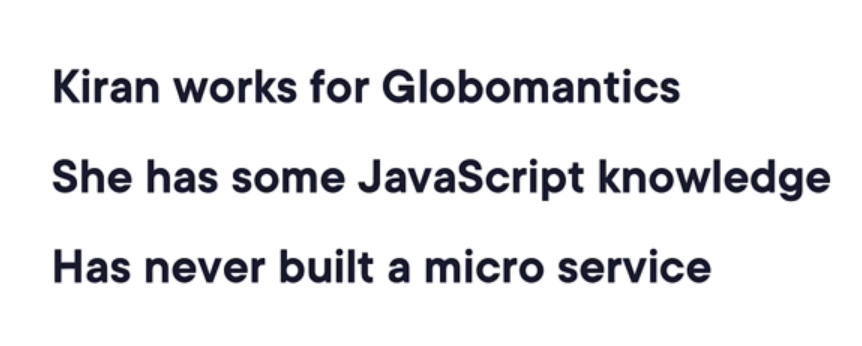 Kiran works for Globomantics
She has some JavaScript knowledge
Has never built a micro service